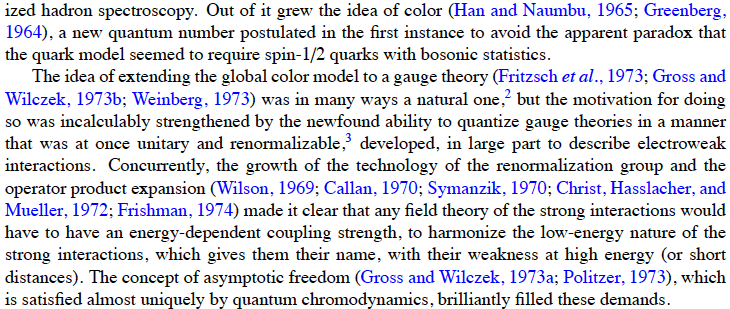 ized hadron spectroscopy. Out of it grew the idea of color (Han and Naumbu, 1965; Greenberg,
1964), a new quantum number postulated in the first instance to avoid the apparent paradox that
the quark model seemed to require spin-1/2 quarks with bosonic statistics.
The idea of extending the global color model to a gauge theory (Fritzsch et al., 1973; Gross and
Wilczek, 1973b; Weinberg, 1973) was in many ways a natural one,² but the motivation for doing
so was incalculably strengthened by the newfound ability to quantize gauge theories in a manner
that was at once unitary and renormalizable,³ developed, in large part to describe electroweak
interactions. Concurrently, the growth of the technology of the renormalization group and the
operator product expansion (Wilson, 1969; Callan, 1970; Symanzik, 1970; Christ, Hasslacher, and
Mueller, 1972; Frishman, 1974) made it clear that any field theory of the strong interactions would
have to have an energy-dependent coupling strength, to harmonize the low-energy nature of the
strong interactions, which gives them their name, with their weakness at high energy (or short
distances). The concept of asymptotic freedom (Gross and Wilczek, 1973a; Politzer, 1973), which
is satisfied almost uniquely by quantum chromodynamics, brilliantly filled these demands.